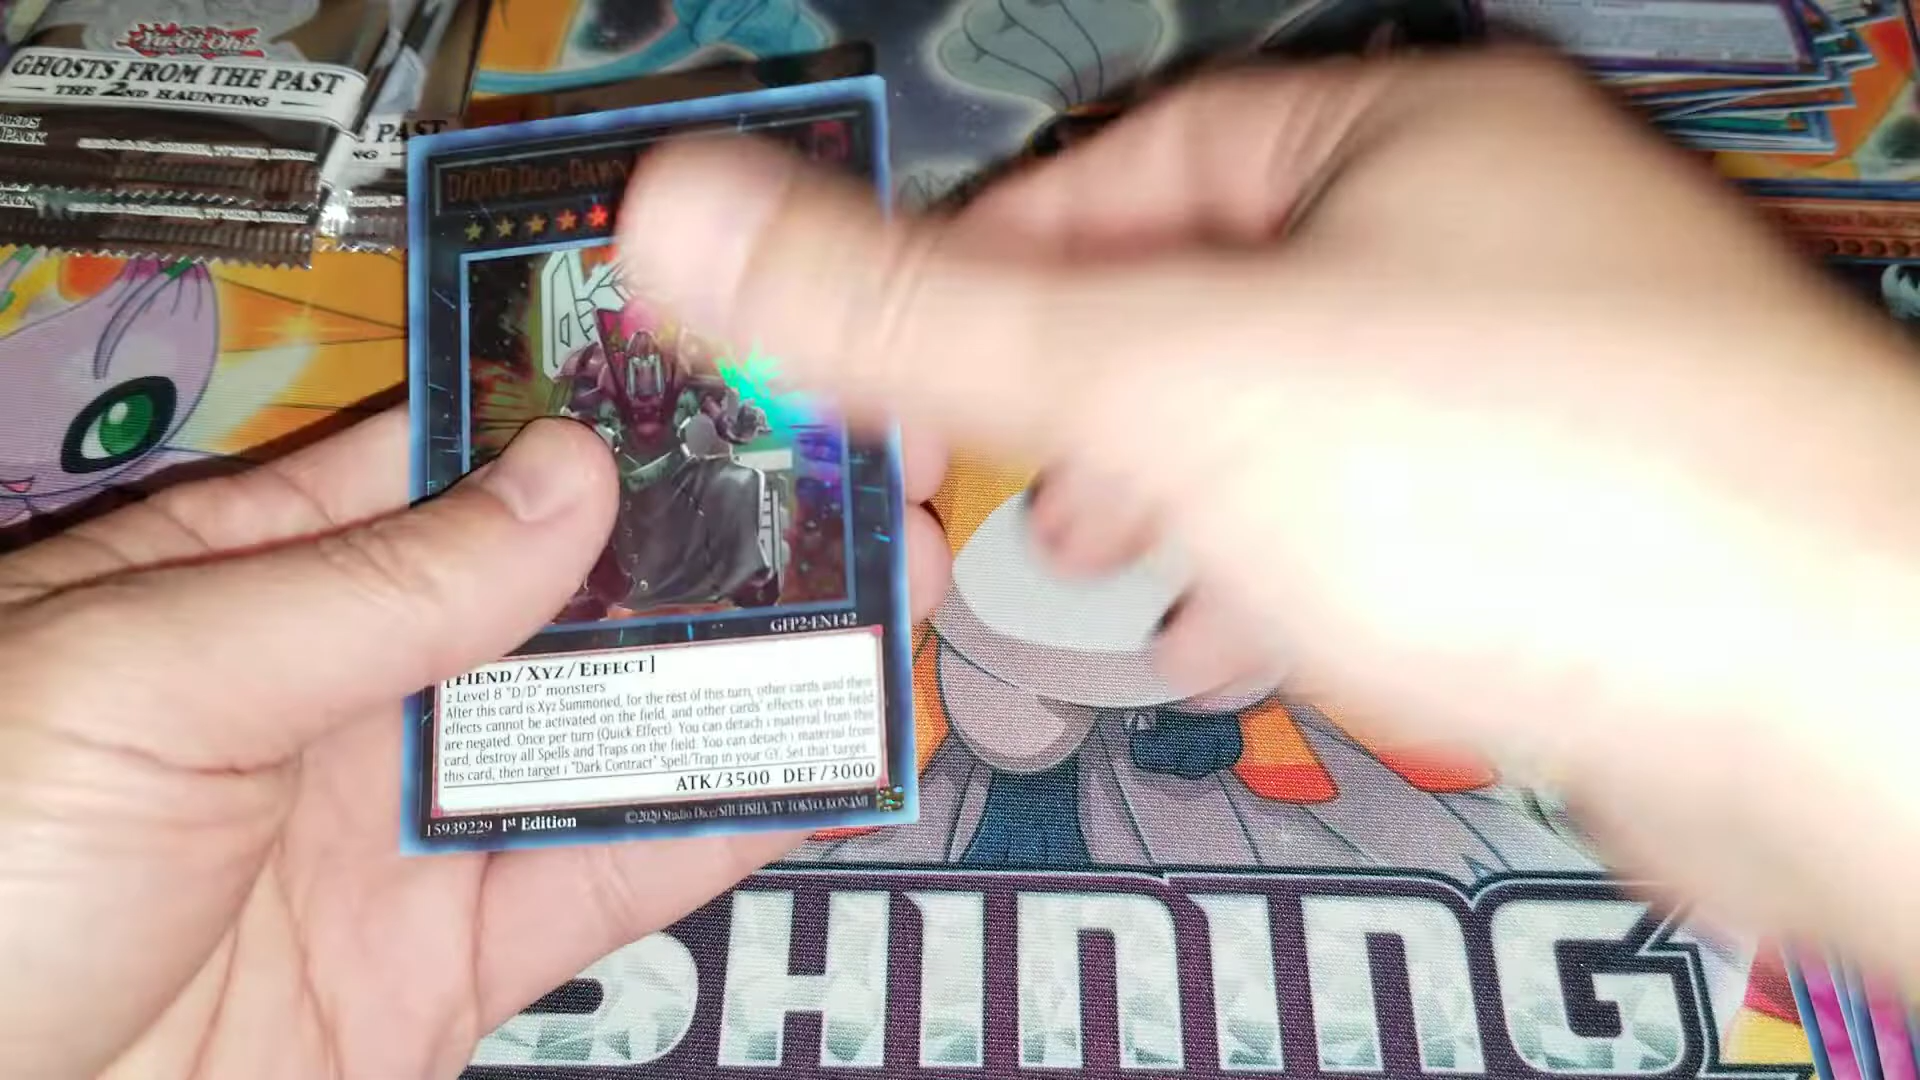 Yu-Gi-Oh!
GHOSTS FROM THE PAST
THE 2ND HAUNTING
PAST
D/D/D Duo-Dawn
GFP2-EN142
[FIEND/XYZ/EFFECT]
2 Level 8 "D/D" monsters
After this card is Xyz Summoned, for the rest of this turn, other cards and their
effects cannot be activated on the field, and other cards' effects on the field
are negated. Once per turn (Quick Effect): You can detach 1 material from this
card, destroy all Spells and Traps on the field. You can detach 1 material from
this card, then target 1 "Dark Contract" Spell/Trap in your GY; Set that target.
ATK/3500 DEF/3000
15939229 1st Edition
©2020 Studio Dice/SHUEISHA, TV TOKYO, KONAMI
SHINING